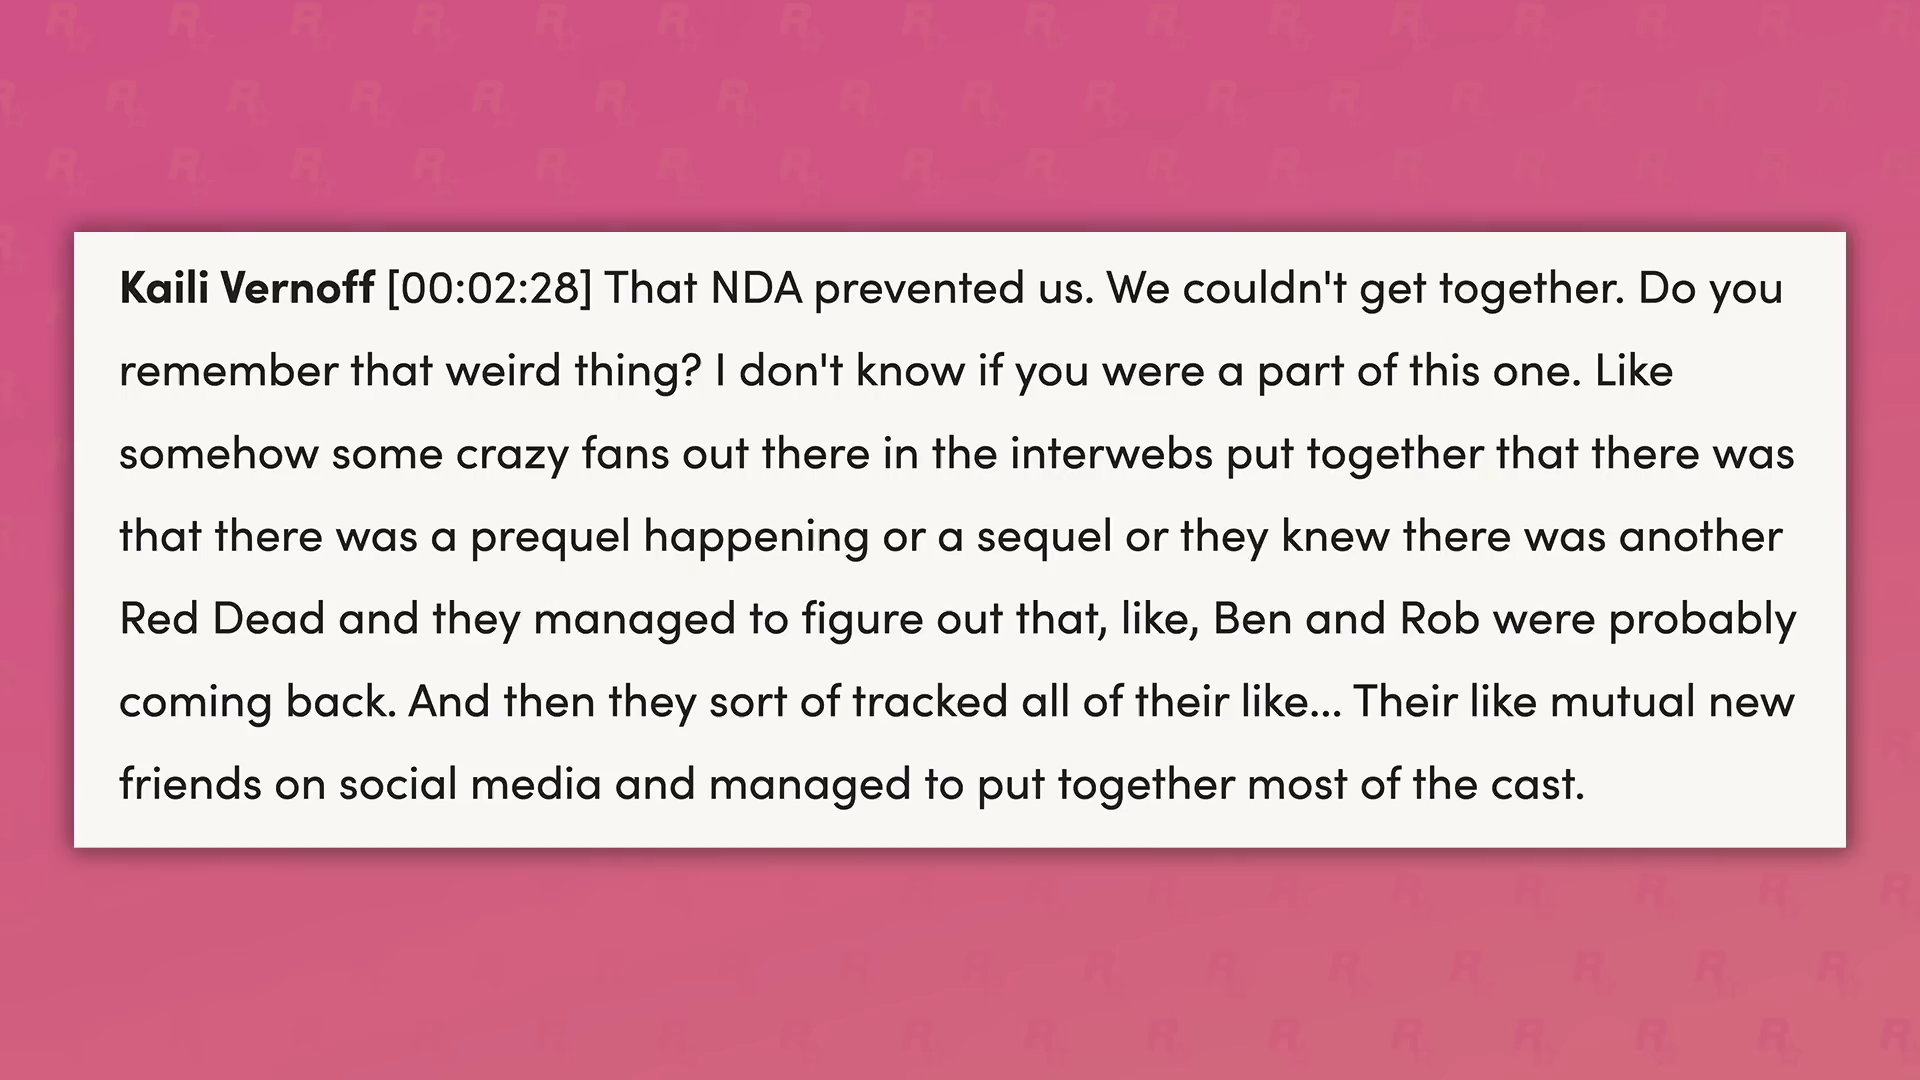 Kaili Vernoff [00:02:28] That NDA prevented us. We couldn't get together. Do you
remember that weird thing? I don't know if you were a part of this one. Like
somehow some crazy fans out there in the interwebs put together that there was
that there was a prequel happening or a sequel or they knew there was another
Red Dead and they managed to figure out that, like, Ben and Rob were probably
coming back. And then they sort of tracked all of their like... Their like mutual new
friends on social media and managed to put together most of the cast.